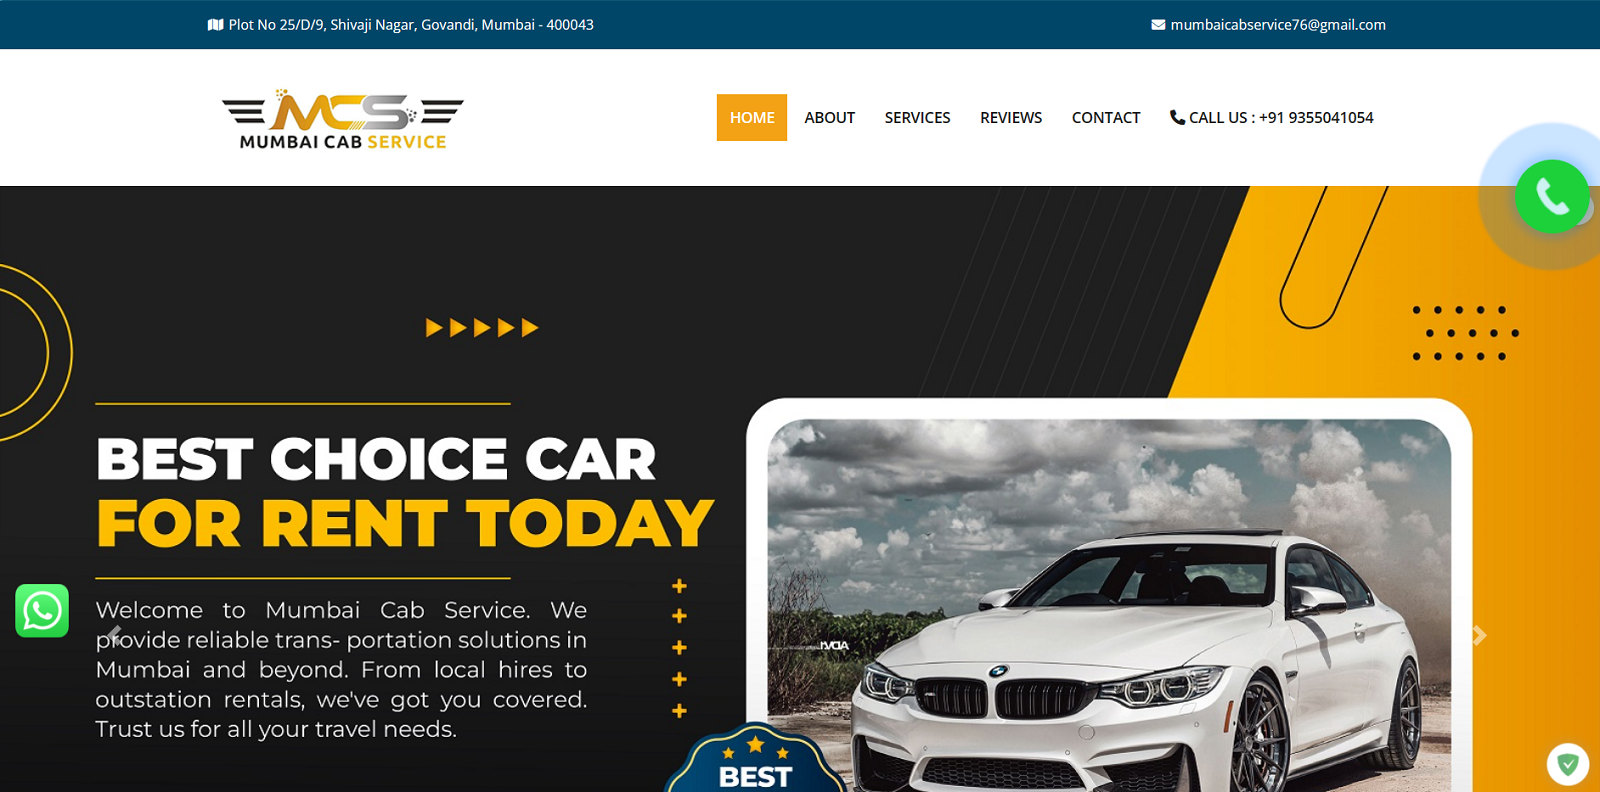 Plot No 25/D/9, Shivaji Nagar, Govandi, Mumbai - 400043
mumbaicabservice76@gmail.com
MCS
MUMBAI CAB SERVICE
HOME
ABOUT
SERVICES
REVIEWS
CONTACT
CALL US : +91 9355041054
BEST CHOICE CAR
FOR RENT TODAY
Welcome to Mumbai Cab Service. We
provide reliable trans- portation solutions in
Mumbai and beyond. From local hires to
outstation rentals, we've got you covered.
Trust us for all your travel needs.
BEST